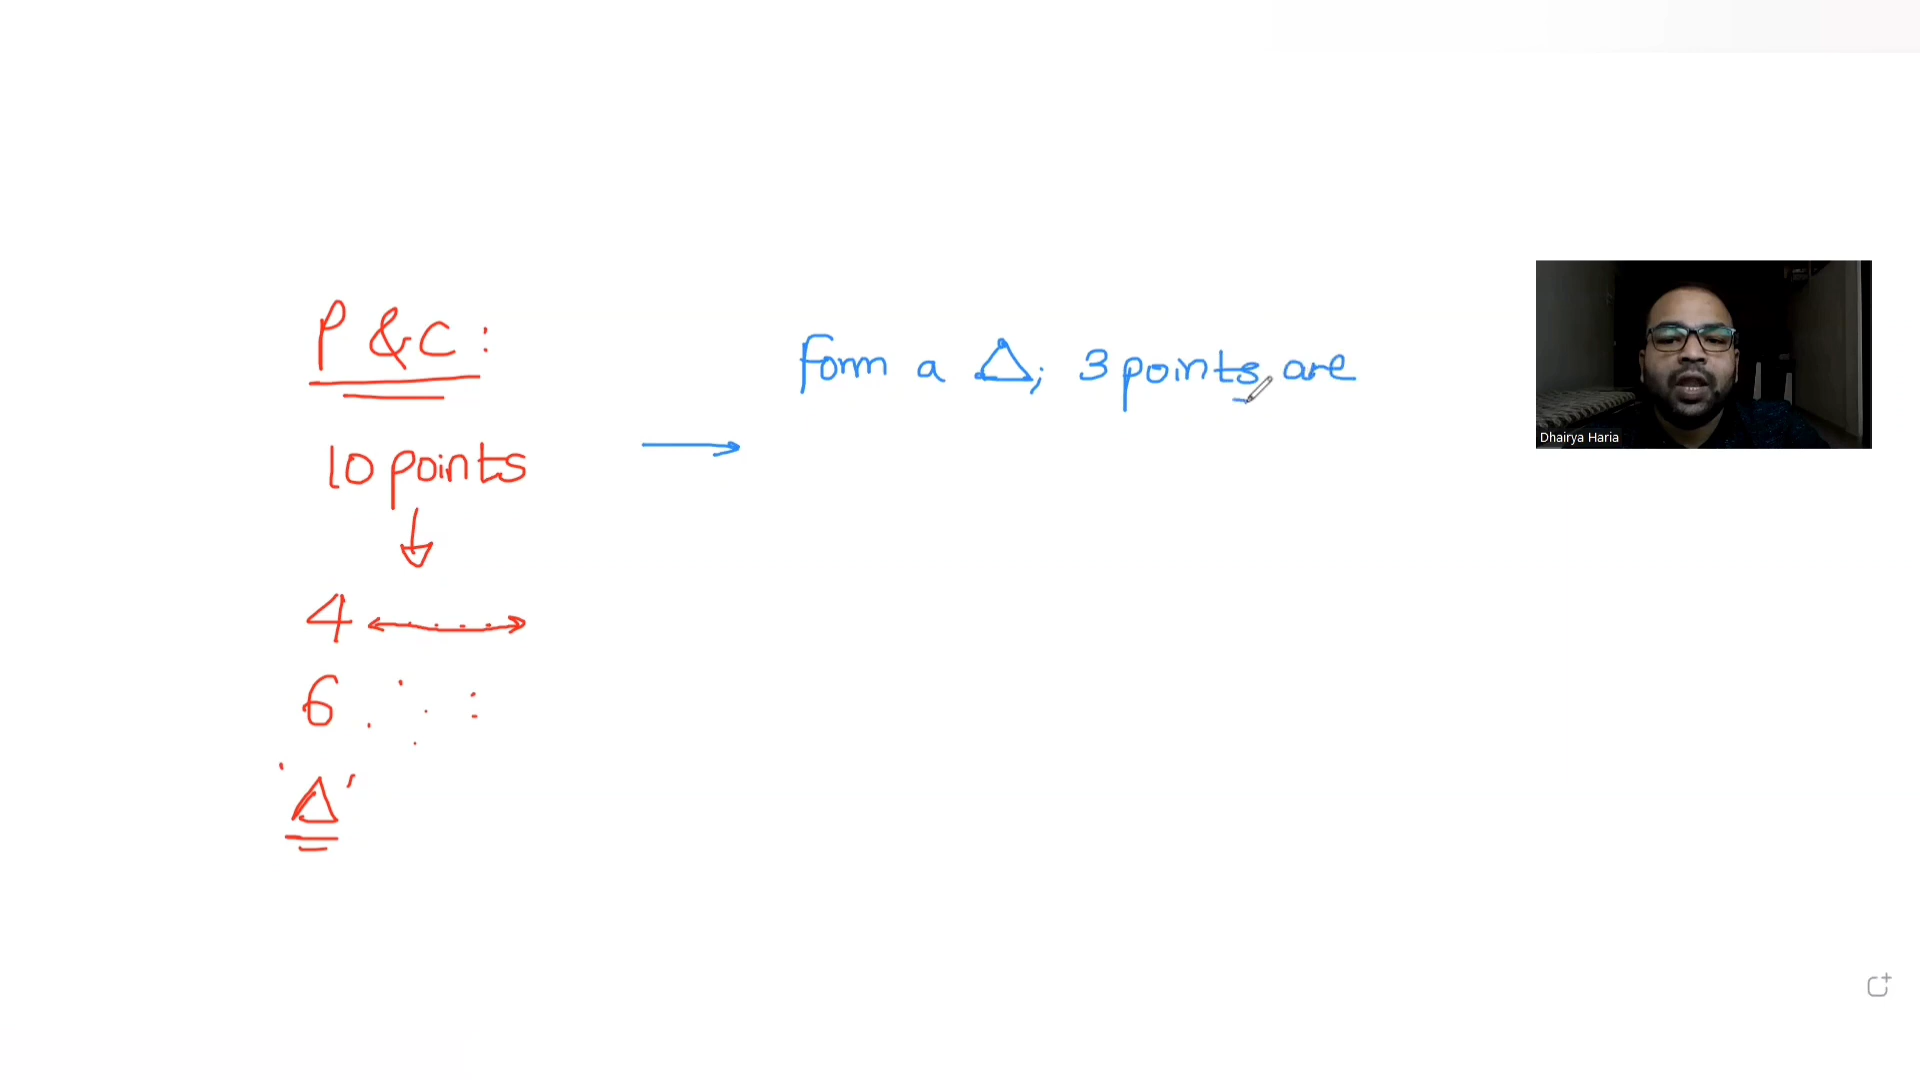 P & C :
10 points
4
6
'Δ'
form a Δ; 3 points are
Dhairya Haria